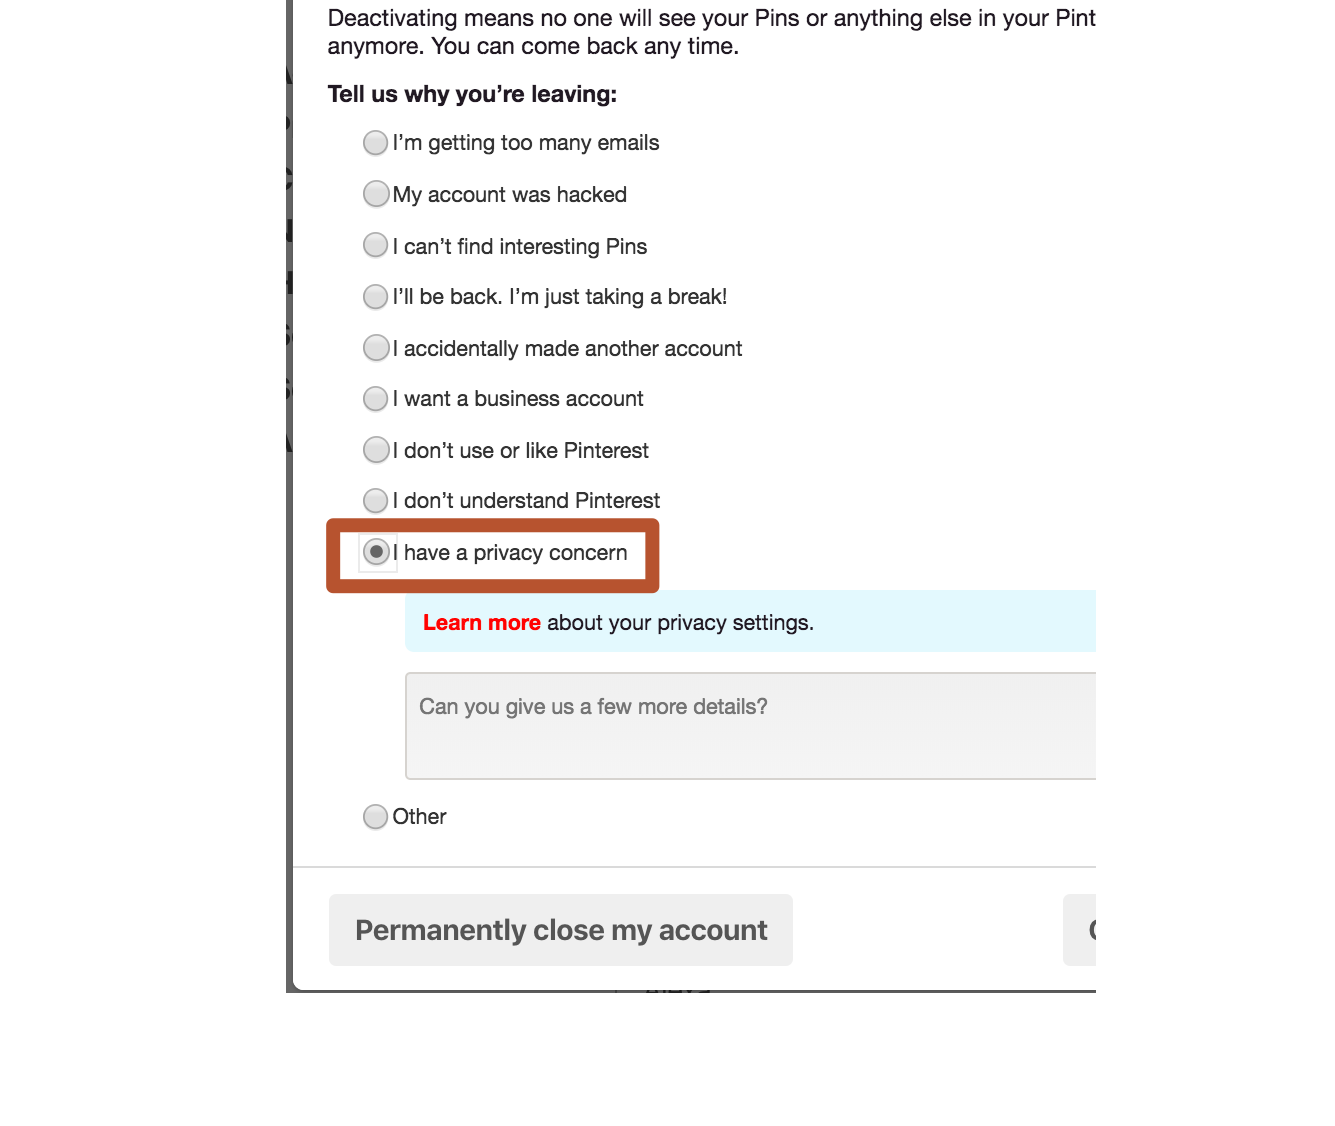 Deactivating means no one will see your Pins or anything else in your Pint
anymore. You can come back any time.
Tell us why you’re leaving:
I’m getting too many emails
My account was hacked
I can’t find interesting Pins
I’ll be back. I’m just taking a break!
I accidentally made another account
I want a business account
I don’t use or like Pinterest
I don’t understand Pinterest
I have a privacy concern
Learn more about your privacy settings.
Can you give us a few more details?
Other
Permanently close my account